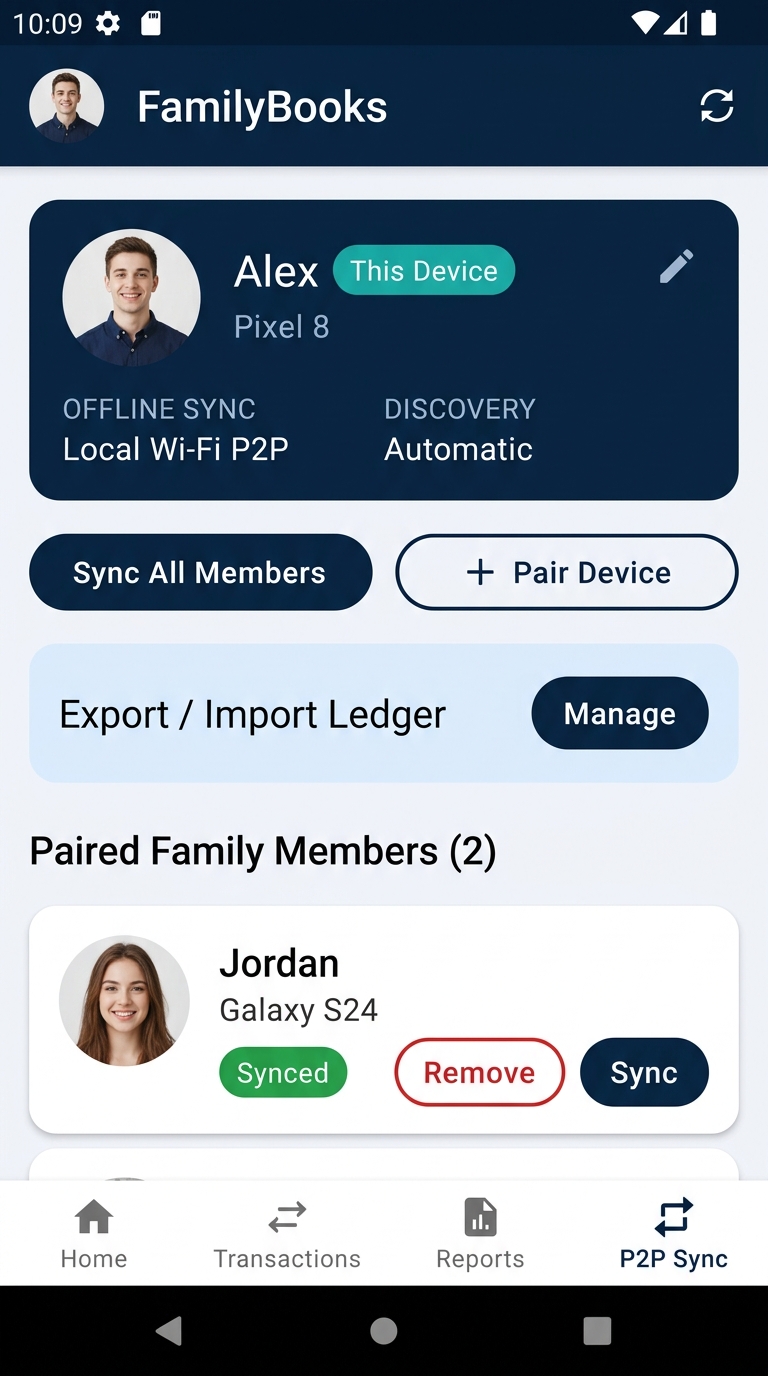 10:09
FamilyBooks
Alex
This Device
Pixel 8
OFFLINE SYNC
Local Wi-Fi P2P
DISCOVERY
Automatic
Sync All Members
+ Pair Device
Export / Import Ledger
Manage
Paired Family Members (2)
Jordan
Galaxy S24
Synced
Remove
Sync
Home
Transactions
Reports
P2P Sync